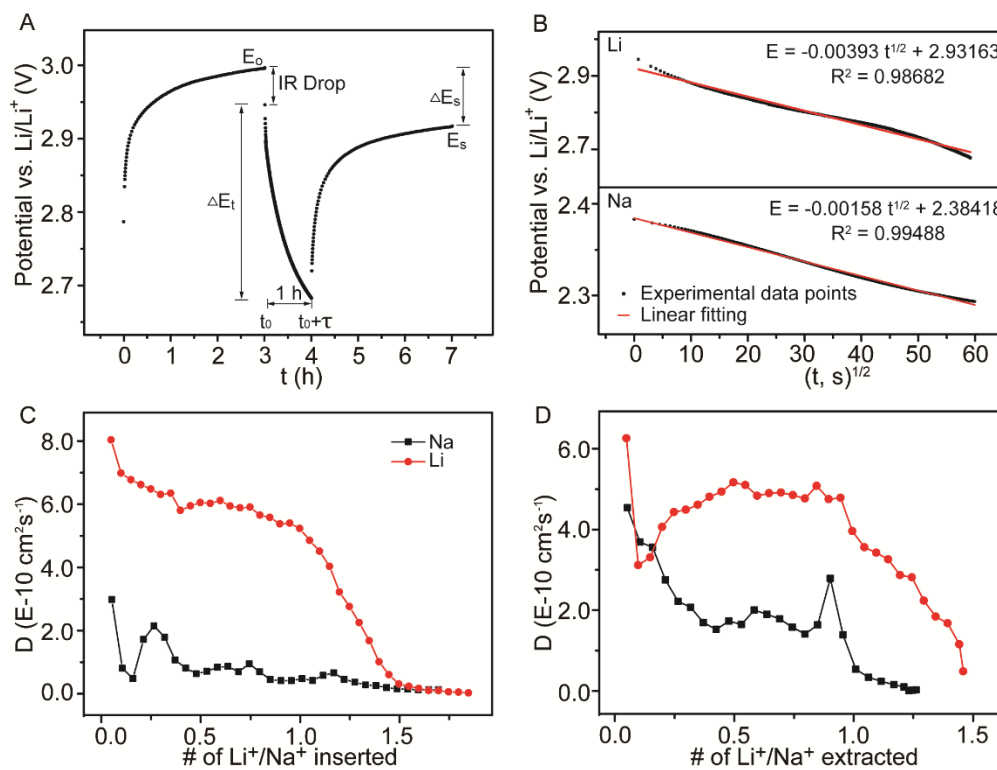 A
Potential vs. Li/Li⁺ (V)
3.0
2.9
2.8
2.7
E₀
IR Drop
△Eₛ
Eₛ
△Eₜ
1 h
t₀
t₀+τ
0
1
2
3
4
5
6
7
t (h)
B
Potential vs. Li/Li⁺ (V)
Li
E = -0.00393 t^1/2 + 2.93163
R² = 0.98682
2.9
2.7
Na
E = -0.00158 t^1/2 + 2.38418
R² = 0.99488
2.4
2.3
Experimental data points
Linear fitting
0
10
20
30
40
50
60
(t, s)^1/2
C
D (E-10 cm²s⁻¹)
8.0
6.0
4.0
2.0
0.0
Na
Li
0.0
0.5
1.0
1.5
# of Li⁺/Na⁺ inserted
D
D (E-10 cm²s⁻¹)
6.0
4.0
2.0
0.0
0.0
0.5
1.0
1.5
# of Li⁺/Na⁺ extracted